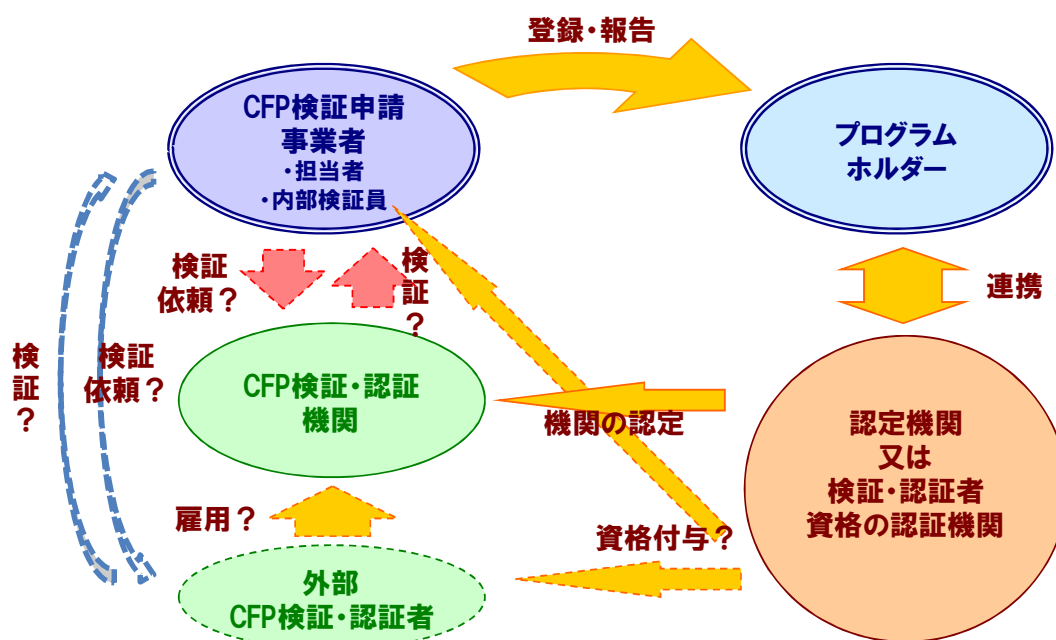 登録・報告
CFP検証申請
事業者
・担当者
・内部検証員
プログラム
ホルダー
検証
依頼？
検証？
連携
検証？
検証
依頼？
CFP検証・認証
機関
機関の認定
認定機関
又は
検証・認証者
資格の認証機関
雇用？
資格付与？
外部
CFP検証・認証者